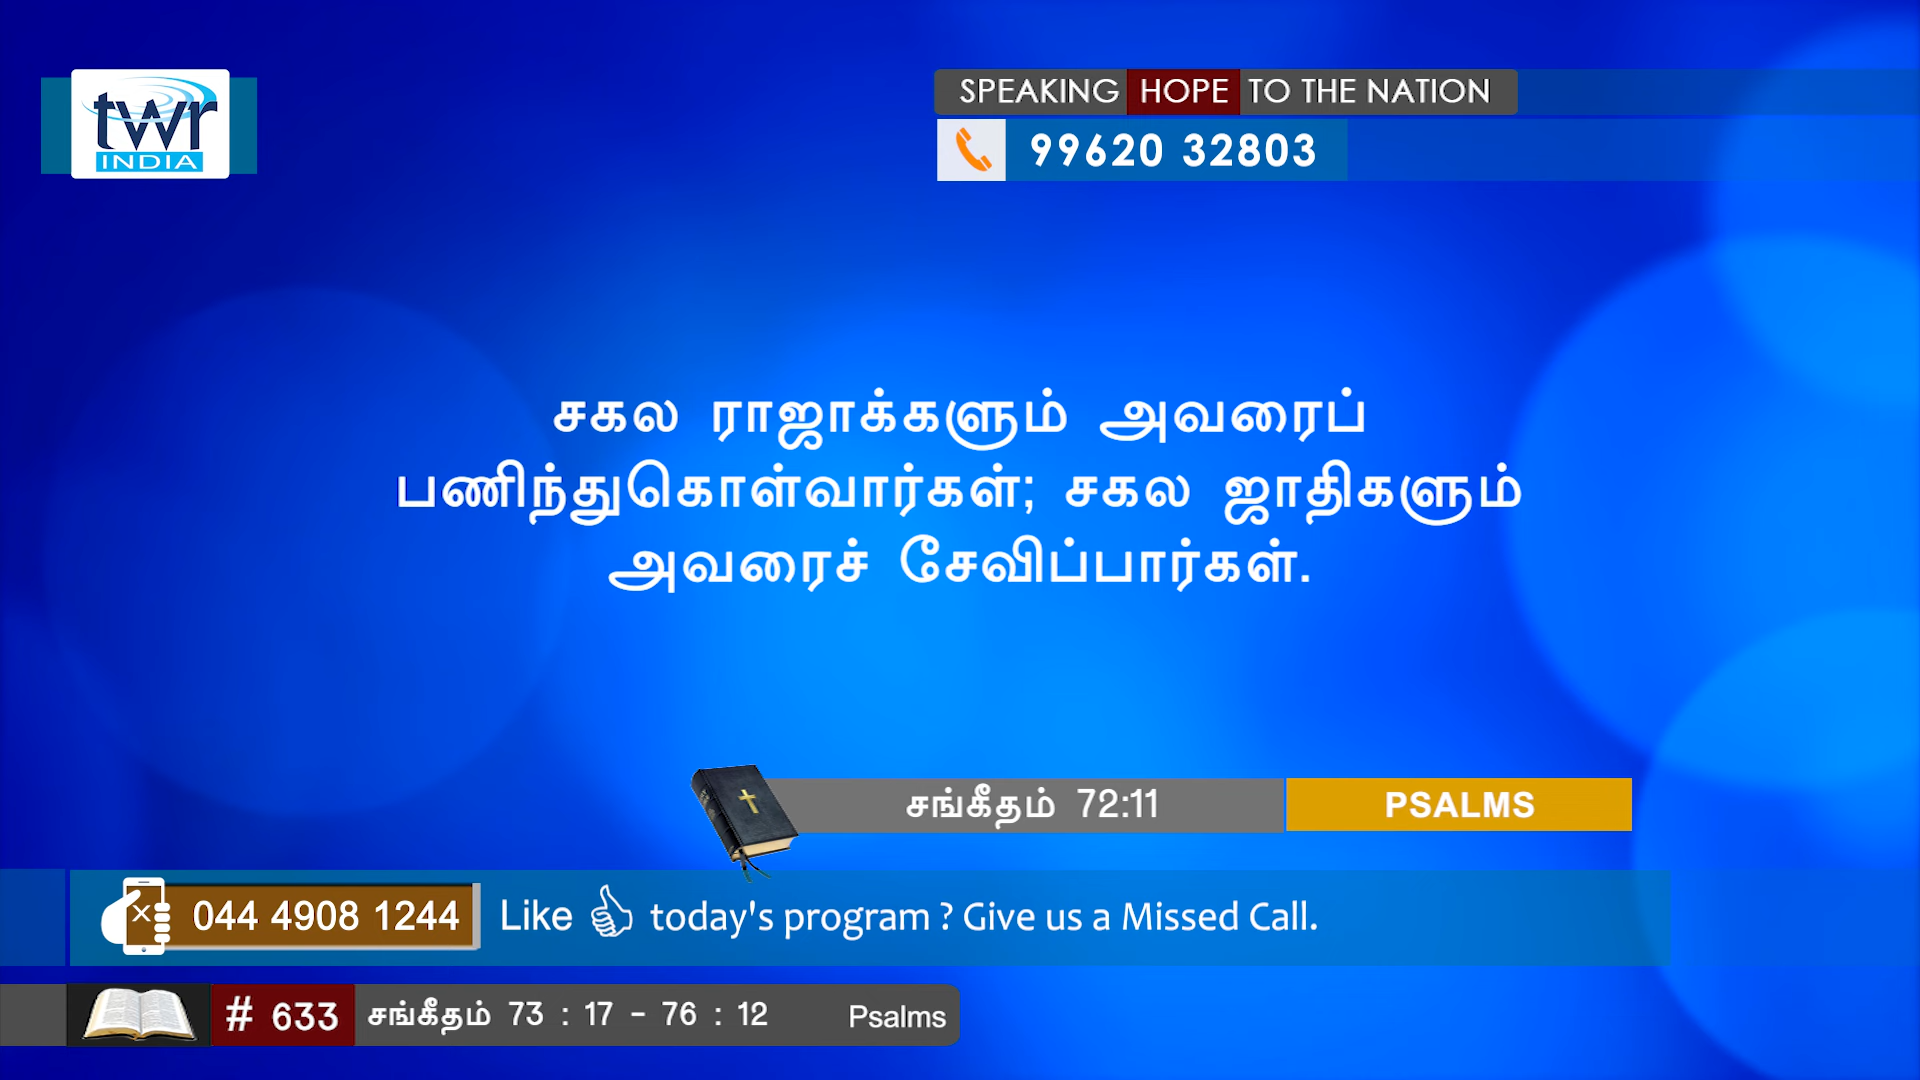 twr
INDIA
SPEAKING HOPE TO THE NATION
99620 32803
சகல ராஜாக்களும் அவரைப்
பணிந்துகொள்வார்கள்; சகல ஜாதிகளும்
அவரைச் சேவிப்பார்கள்.
சங்கீதம் 72:11 PSALMS
044 4908 1244 Like today's program ? Give us a Missed Call.
# 633 சங்கீதம் 73 : 17 - 76 : 12 Psalms